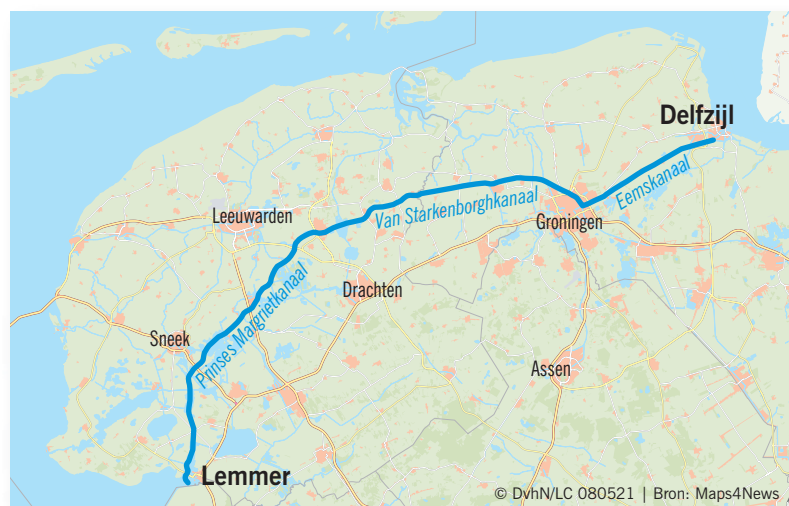 Delfzijl
Eemskanaal
Van Starkenborghkanaal
Leeuwarden
Groningen
Drachten
Prinses Margrietkanaal
Sneek
Assen
Lemmer
© DvhN/LC 080521 | Bron: Maps4News